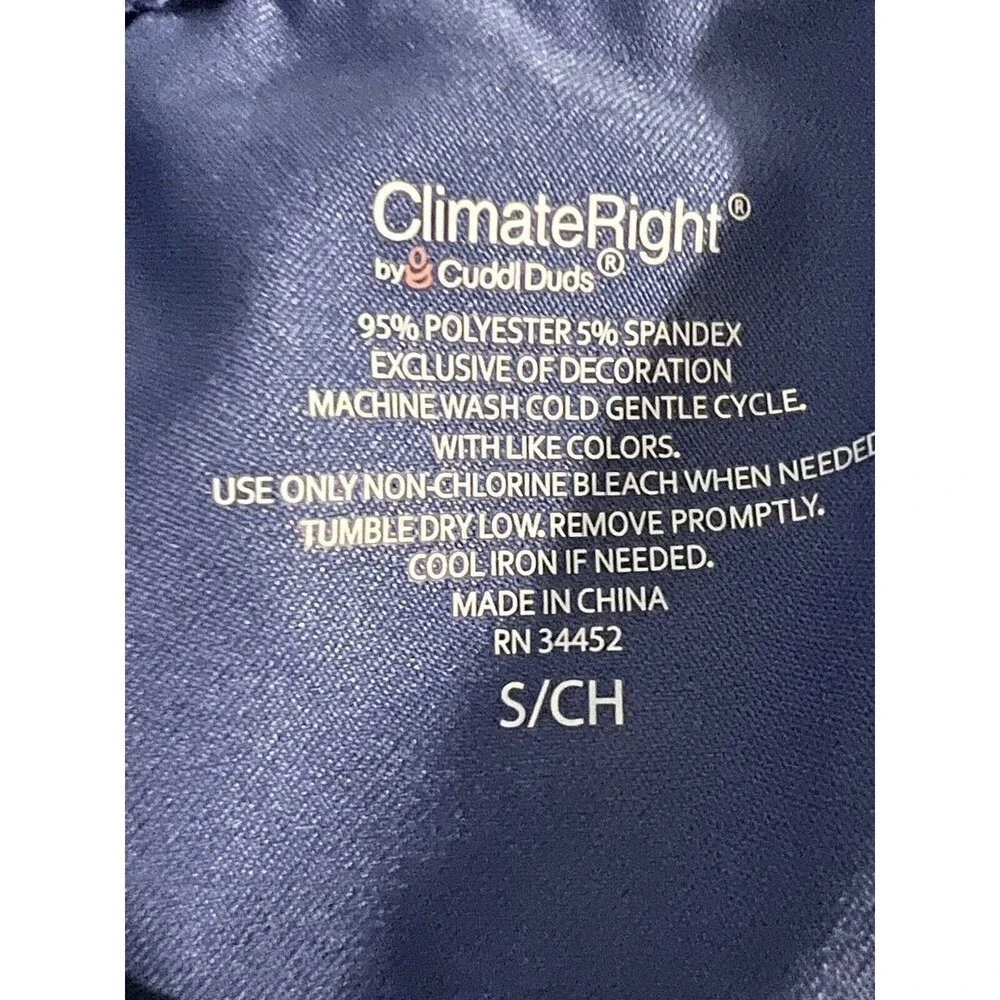 ClimateRight®
by Cuddl Duds®
95% POLYESTER 5% SPANDEX
EXCLUSIVE OF DECORATION
MACHINE WASH COLD GENTLE CYCLE.
WITH LIKE COLORS.
USE ONLY NON-CHLORINE BLEACH WHEN NEEDED
TUMBLE DRY LOW. REMOVE PROMPTLY.
COOL IRON IF NEEDED.
MADE IN CHINA
RN 34452
S/CH